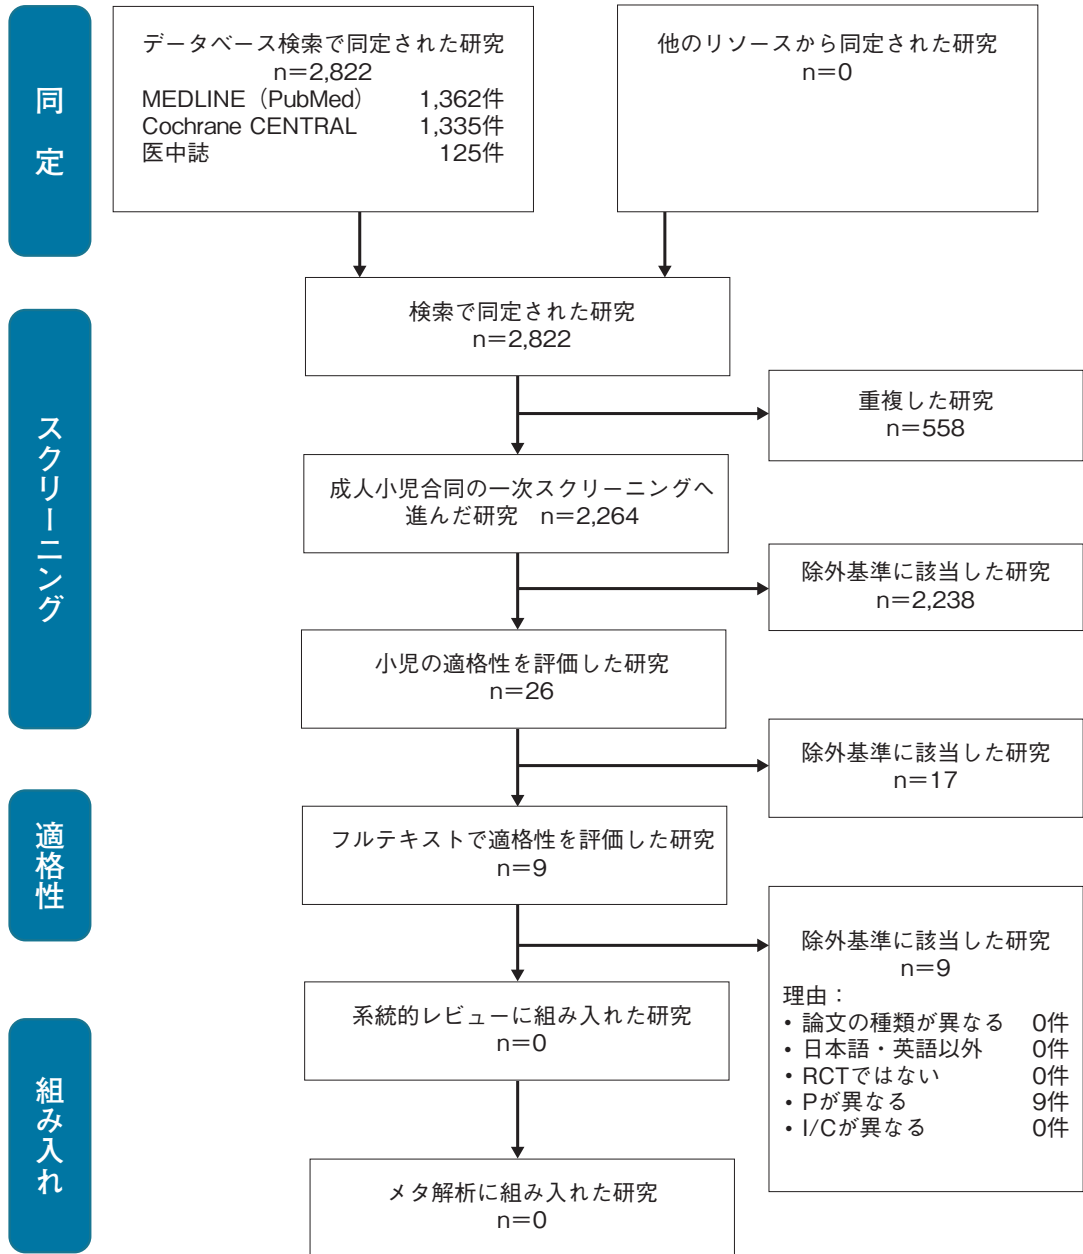 同定
データベース検索で同定された研究
n＝2,822
MEDLINE（PubMed） 1,362件
Cochrane CENTRAL 1,335件
医中誌 125件
他のリソースから同定された研究
n＝0
スクリーニング
検索で同定された研究
n＝2,822
重複した研究
n＝558
成人小児合同の一次スクリーニングへ
進んだ研究 n＝2,264
除外基準に該当した研究
n＝2,238
小児の適格性を評価した研究
n＝26
除外基準に該当した研究
n＝17
適格性
フルテキストで適格性を評価した研究
n＝9
除外基準に該当した研究
n＝9
理由：
・論文の種類が異なる 0件
・日本語・英語以外 0件
・RCTではない 0件
・Pが異なる 9件
・I/Cが異なる 0件
組み入れ
系統的レビューに組み入れた研究
n＝0
メタ解析に組み入れた研究
n＝0